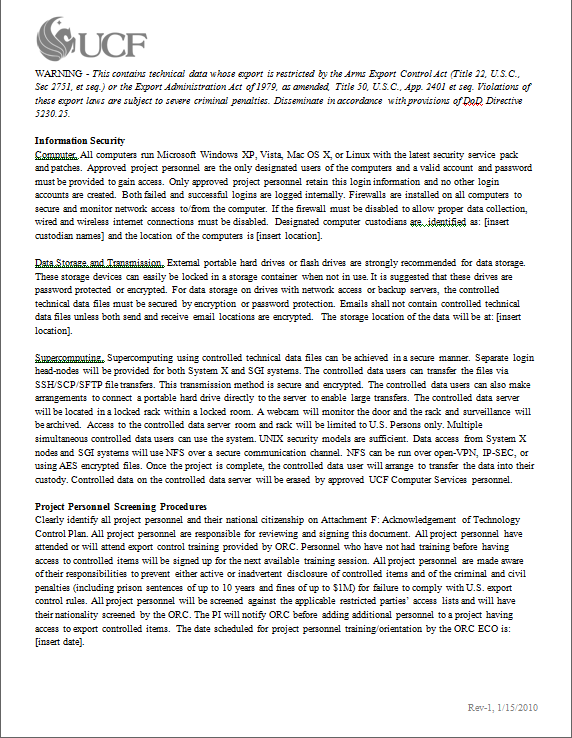 UCF
WARNING - This contains technical data whose export is restricted by the Arms Export Control Act (Title 22, U.S.C.,
Sec 2751, et seq.) or the Export Administration Act of 1979, as amended, Title 50, U.S.C., App. 2401 et seq. Violations of
these export laws are subject to severe criminal penalties. Disseminate in accordance with provisions of DoD Directive
5230.25.
Information Security
Computer. All computers run Microsoft Windows XP, Vista, Mac OS X, or Linux with the latest security service pack
and patches. Approved project personnel are the only designated users of the computers and a valid account and password
must be provided to gain access. Only approved project personnel retain this login information and no other login
accounts are created. Both failed and successful logins are logged internally. Firewalls are installed on all computers to
secure and monitor network access to/from the computer. If the firewall must be disabled to allow proper data collection,
wired and wireless internet connections must be disabled. Designated computer custodians are identified as: [insert
custodian names] and the location of the computers is [insert location].
Data Storage and Transmission. External portable hard drives or flash drives are strongly recommended for data storage.
These storage devices can easily be locked in a storage container when not in use. It is suggested that these drives are
password protected or encrypted. For data storage on drives with network access or backup servers, the controlled
technical data files must be secured by encryption or password protection. Emails shall not contain controlled technical
data files unless both send and receive email locations are encrypted. The storage location of the data will be at: [insert
location].
Supercomputing. Supercomputing using controlled technical data files can be achieved in a secure manner. Separate login
head-nodes will be provided for both System X and SGI systems. The controlled data users can transfer the files via
SSH/SCP/SFTP file transfers. This transmission method is secure and encrypted. The controlled data users can also make
arrangements to connect a portable hard drive directly to the server to enable large transfers. The controlled data server
will be located in a locked rack within a locked room. A webcam will monitor the door and the rack and surveillance will
be archived. Access to the controlled data server room and rack will be limited to U.S. Persons only. Multiple
simultaneous controlled data users can use the system. UNIX security models are sufficient. Data access from System X
nodes and SGI systems will use NFS over a secure communication channel. NFS can be run over open-VPN, IP-SEC, or
using AES encrypted files. Once the project is complete, the controlled data user will arrange to transfer the data into their
custody. Controlled data on the controlled data server will be erased by approved UCF Computer Services personnel.
Project Personnel Screening Procedures
Clearly identify all project personnel and their national citizenship on Attachment F: Acknowledgement of Technology
Control Plan. All project personnel are responsible for reviewing and signing this document. All project personnel have
attended or will attend export control training provided by ORC. Personnel who have not had training before having
access to controlled items will be signed up for the next available training session. All project personnel are made aware
of their responsibilities to prevent either active or inadvertent disclosure of controlled items and of the criminal and civil
penalties (including prison sentences of up to 10 years and fines of up to $1M) for failure to comply with U.S. export
control rules. All project personnel will be screened against the applicable restricted parties' access lists and will have
their nationality screened by the ORC. The PI will notify ORC before adding additional personnel to a project having
access to export controlled items. The date scheduled for project personnel training/orientation by the ORC ECO is:
[insert date].
Rev-1, 1/15/2010